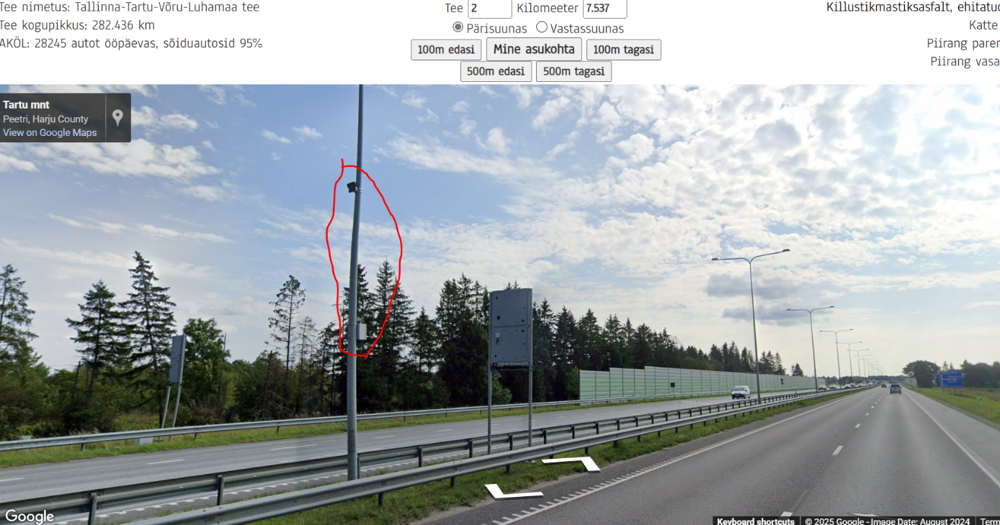 Tee nimetus: Tallinna-Tartu-Võru-Luhamaa tee
Tee kogupikkus: 282.436 km
AKÖL: 28245 autot ööpäevas, sõiduautosid 95%
Tee 2 Kilomeeter 7.537
Pärisuunas Vastassuunas
100m edasi Mine asukohta 100m tagasi
500m edasi 500m tagasi
Killustikmastiksasfalt, ehitatud
Katte
Piirang
Piirang
Tartu mnt
Peetri, Harju County
View on Google Maps
Google
Keyboard shortcuts © 2025 Google - Image Date: August 2024